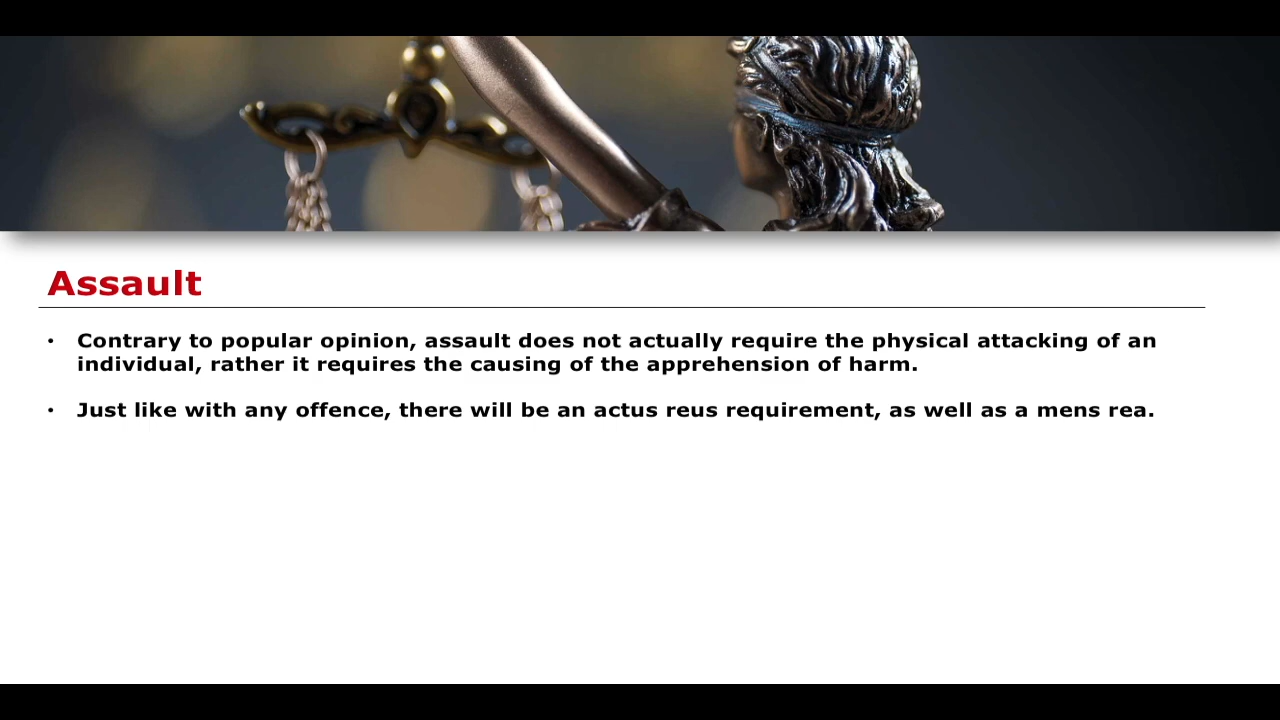 Assault
• Contrary to popular opinion, assault does not actually require the physical attacking of an
individual, rather it requires the causing of the apprehension of harm.
• Just like with any offence, there will be an actus reus requirement, as well as a mens rea.